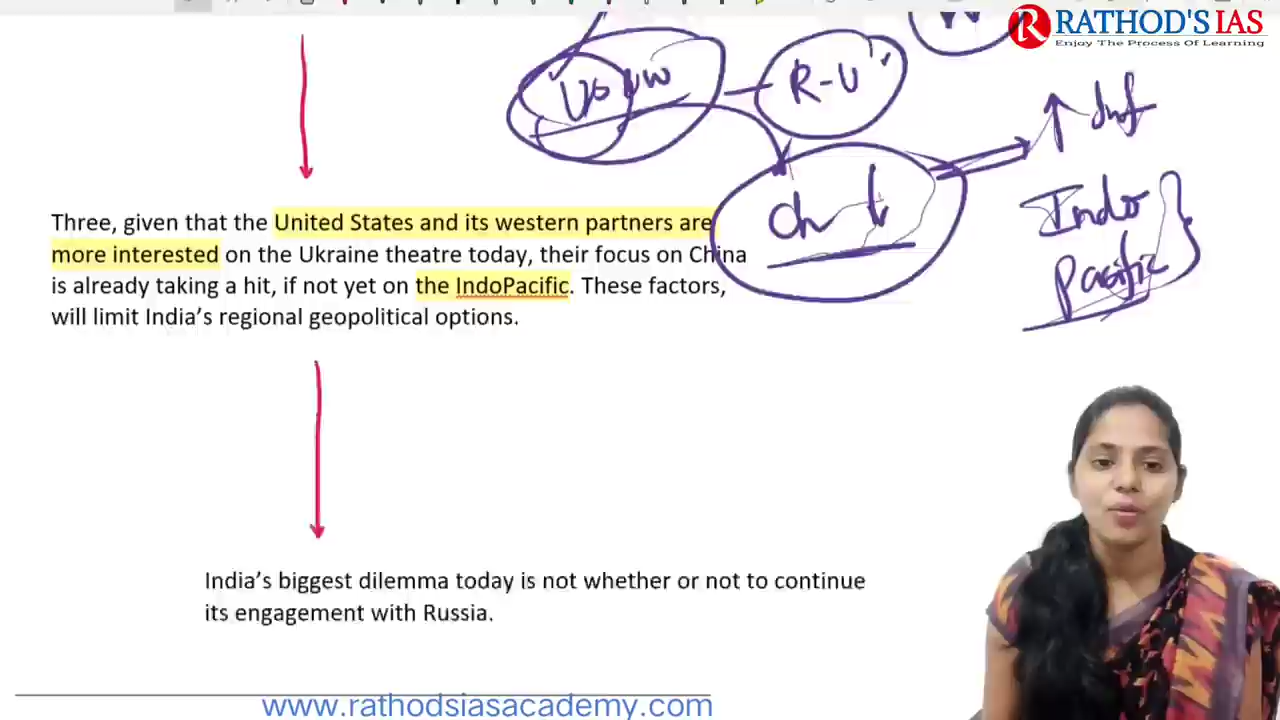 RATHOD'S IAS
Enjoy The Process Of Learning
R-U
Ch ↓
↑ Inf
Indo
Pacific
Three, given that the United States and its western partners are
more interested on the Ukraine theatre today, their focus on China
is already taking a hit, if not yet on the IndoPacific. These factors,
will limit India's regional geopolitical options.
India's biggest dilemma today is not whether or not to continue
its engagement with Russia.
www.rathodsiasacademy.com